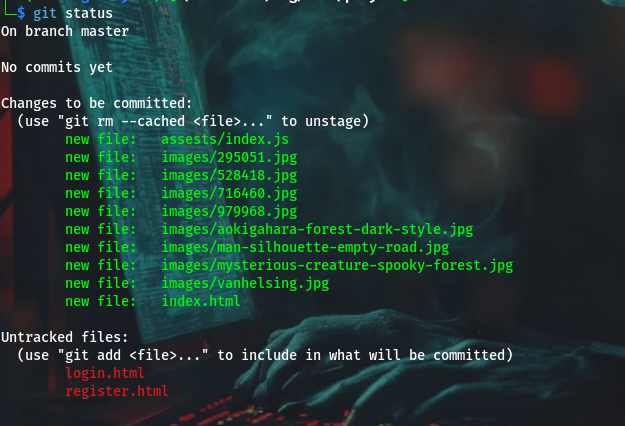 $ git status
On branch master
No commits yet
Changes to be committed:
(use "git rm --cached <file>..." to unstage)
new file: assests/index.js
new file: images/295051.jpg
new file: images/528418.jpg
new file: images/716460.jpg
new file: images/979968.jpg
new file: images/aokigahara-forest-dark-style.jpg
new file: images/man-silhouette-empty-road.jpg
new file: images/mysterious-creature-spooky-forest.jpg
new file: images/vanhelsing.jpg
new file: index.html
Untracked files:
(use "git add <file>..." to include in what will be committed)
login.html
register.html